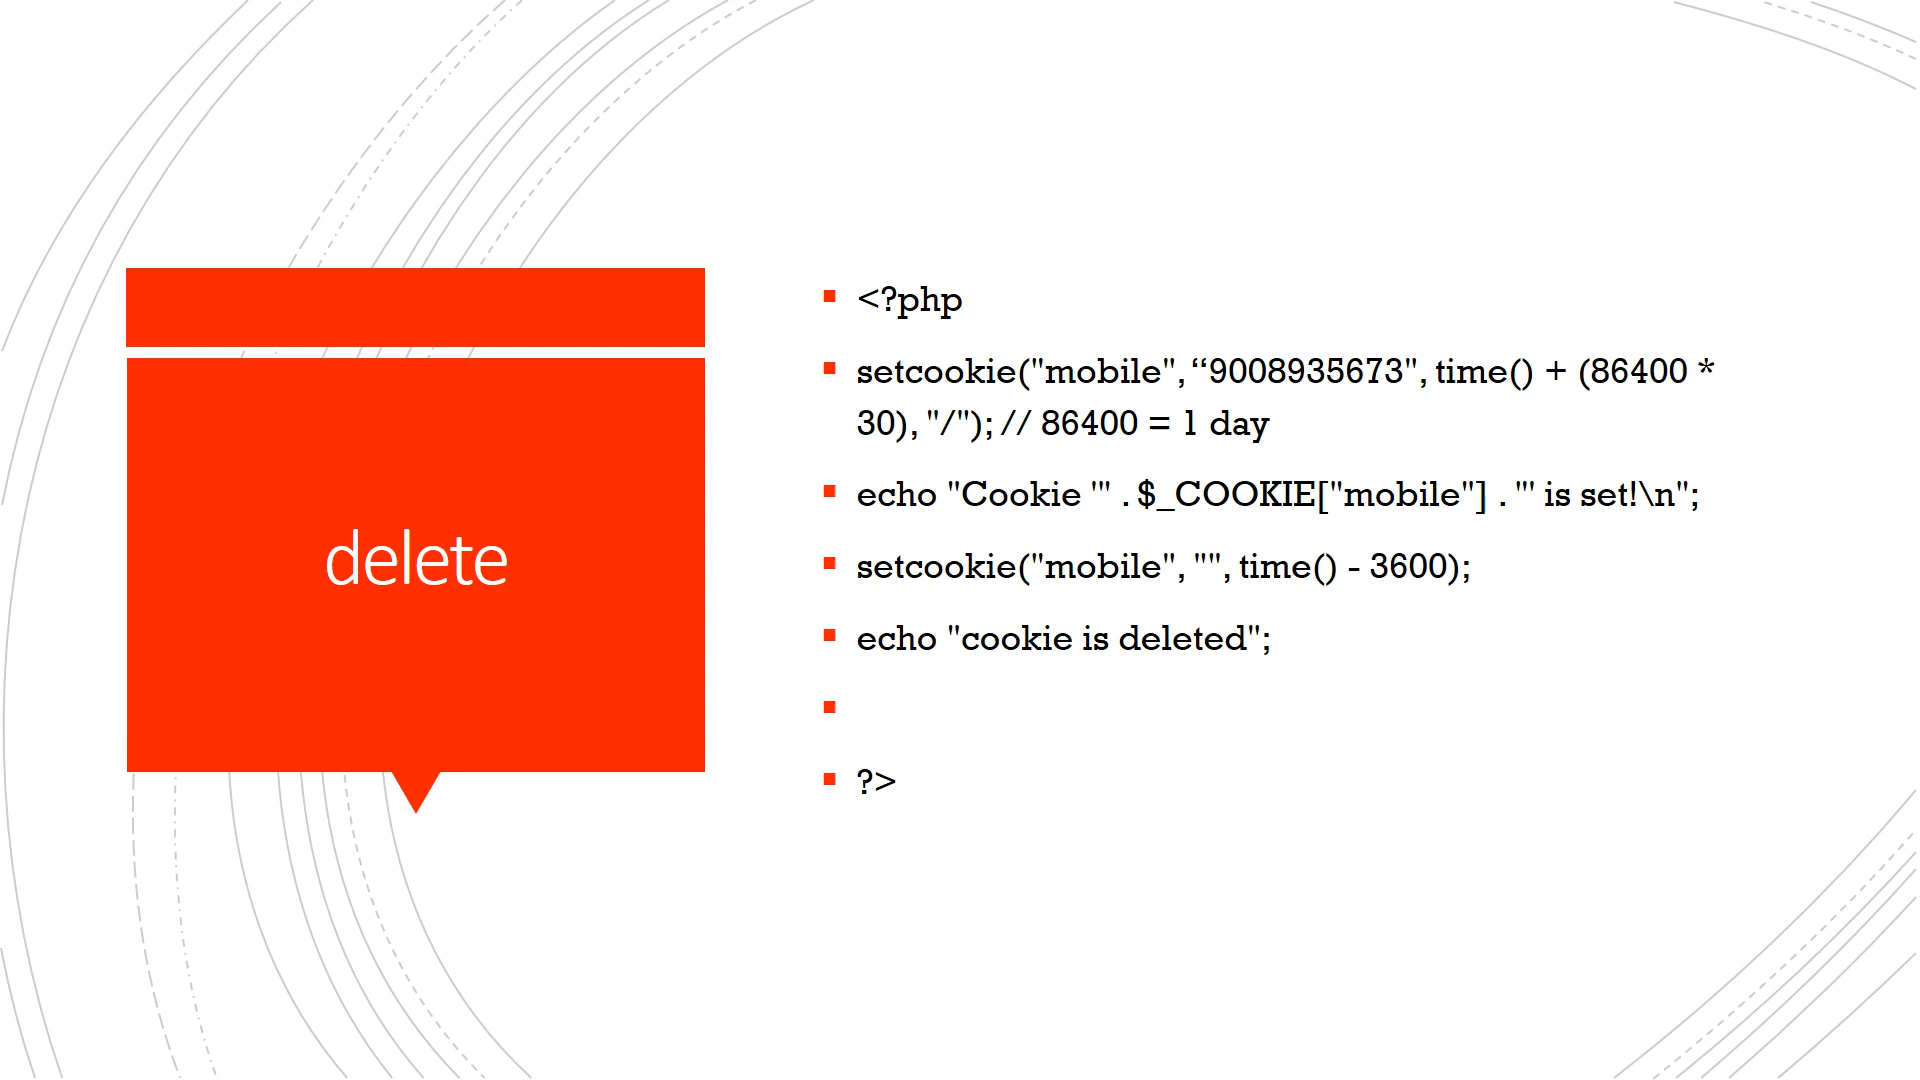 delete
<?php
setcookie("mobile", “9008935673", time() + (86400 *
30), "/"); // 86400 = 1 day
echo "Cookie '" . $_COOKIE["mobile"] . "' is set!\n";
setcookie("mobile", "", time() - 3600);
echo "cookie is deleted";
?>